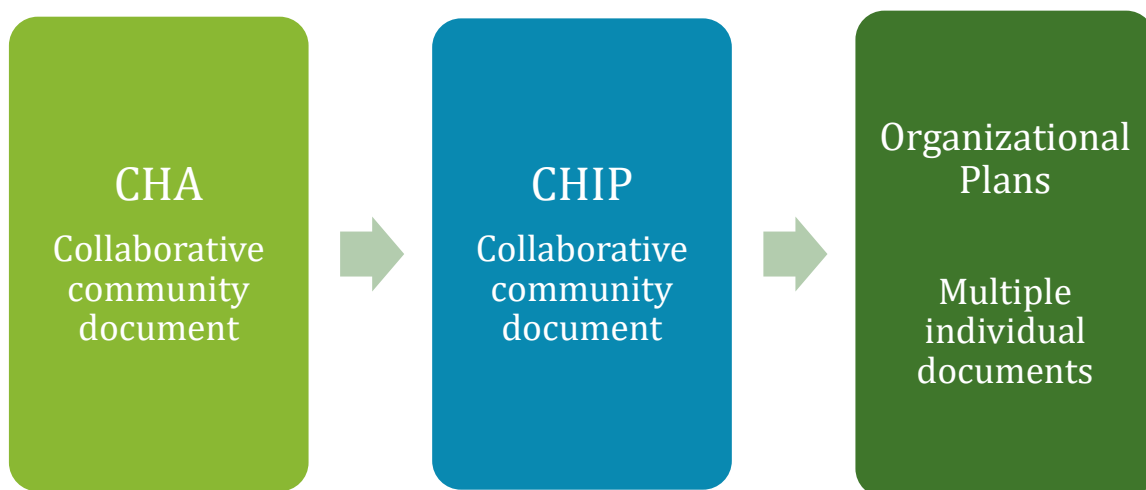 CHA
Collaborative
community
document
CHIP
Collaborative
community
document
Organizational
Plans
Multiple
individual
documents